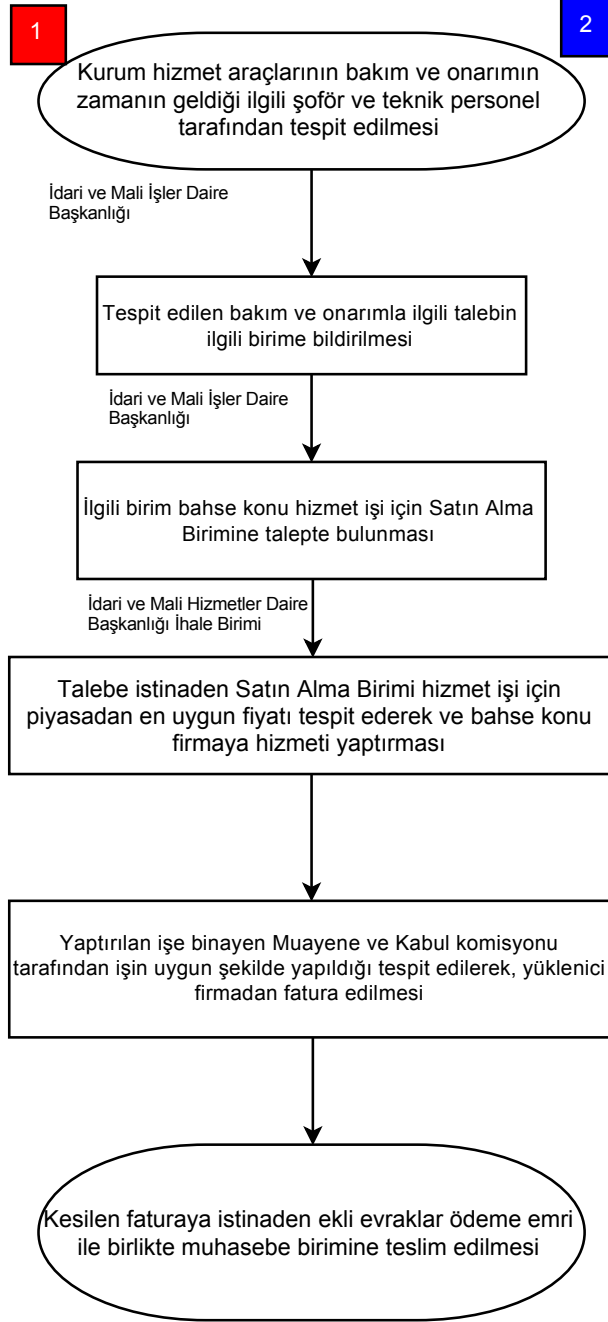 1
2
Kurum hizmet araçlarının bakım ve onarımın
zamanın geldiği ilgili şoför ve teknik personel
tarafından tespit edilmesi
İdari ve Mali İşler Daire
Başkanlığı
Tespit edilen bakım ve onarımla ilgili talebin
ilgili birime bildirilmesi
İdari ve Mali İşler Daire
Başkanlığı
İlgili birim bahse konu hizmet işi için Satın Alma
Birimine talepte bulunması
İdari ve Mali Hizmetler Daire
Başkanlığı İhale Birimi
Talebe istinaden Satın Alma Birimi hizmet işi için
piyasadan en uygun fiyatı tespit ederek ve bahse konu
firmaya hizmeti yaptırması
Yaptırılan işe binayen Muayene ve Kabul komisyonu
tarafından işin uygun şekilde yapıldığı tespit edilerek, yüklenici
firmadan fatura edilmesi
Kesilen faturaya istinaden ekli evraklar ödeme emri
ile birlikte muhasebe birimine teslim edilmesi